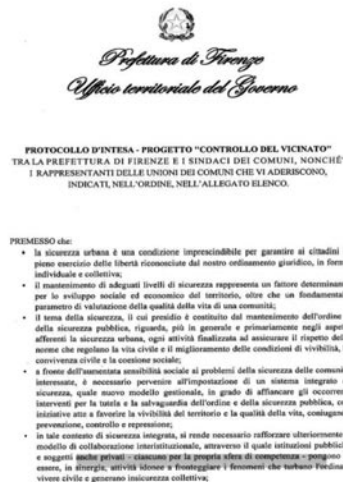 Prefettura di Firenze
Ufficio territoriale del Governo
PROTOCOLLO D'INTESA - PROGETTO "CONTROLLO DEL VICINATO"
TRA LA PREFETTURA DI FIRENZE E I SINDACI DEI COMUNI, NONCHÉ
I RAPPRESENTANTI DELLE UNIONI DEI COMUNI CHE VI ADERISCONO,
INDICATI, NELL'ORDINE, NELL'ALLEGATO ELENCO.
PREMESSO che:
• la sicurezza urbana è una condizione imprescindibile per garantire ai cittadini
pieno esercizio delle libertà riconosciute dal nostro ordinamento giuridico, in form
individuale e collettiva;
• il mantenimento di adeguati livelli di sicurezza rappresenta un fattore determinan
per lo sviluppo sociale ed economico del territorio, oltre che un fondamental
parametro di valutazione della qualità della vita di una comunità;
• il tema della sicurezza, il cui presidio è costituito dal mantenimento dell'ordine
della sicurezza pubblica, riguarda, più in generale e primariamente negli aspet
afferenti la sicurezza urbana, ogni attività finalizzata ad assicurare il rispetto del
norme che regolano la vita civile e il miglioramento delle condizioni di vivibilità,
convivenza civile e la coesione sociale;
• a fronte dell'aumentata sensibilità sociale ai problemi della sicurezza delle comuni
interessate, è necessario pervenire all'impostazione di un sistema integrato
sicurezza, quale nuovo modello gestionale, in grado di affiancare gli occorren
interventi per la tutela e la salvaguardia dell'ordine e della sicurezza pubblica, co
iniziative atte a favorire la vivibilità del territorio e la qualità della vita, coniugand
prevenzione, controllo e repressione;
• in tale contesto di sicurezza integrata, si rende necessario rafforzare ulteriormente
modello di collaborazione interistituzionale, attraverso il quale istituzioni pubblich
e soggetti anche privati - ciascuno per la propria sfera di competenza - pongono
essere, in sinergia, attività idonee a fronteggiare i fenomeni che turbano l'ordina
vivere civile e generano insicurezza collettiva;